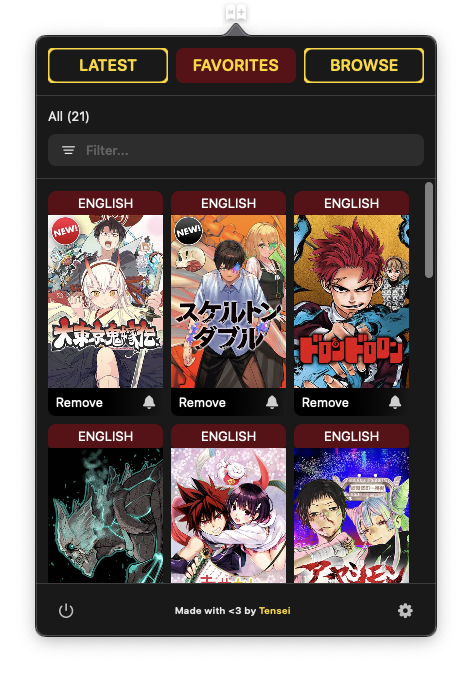 LATEST
FAVORITES
BROWSE
All (21)
Filter...
ENGLISH
ENGLISH
ENGLISH
NEW!
NEW!
大東京鬼嫁伝
スケルトン
ダブル
ドロンドロロン
Remove
Remove
Remove
ENGLISH
ENGLISH
ENGLISH
アヤシモン
Made with <3 by Tensei